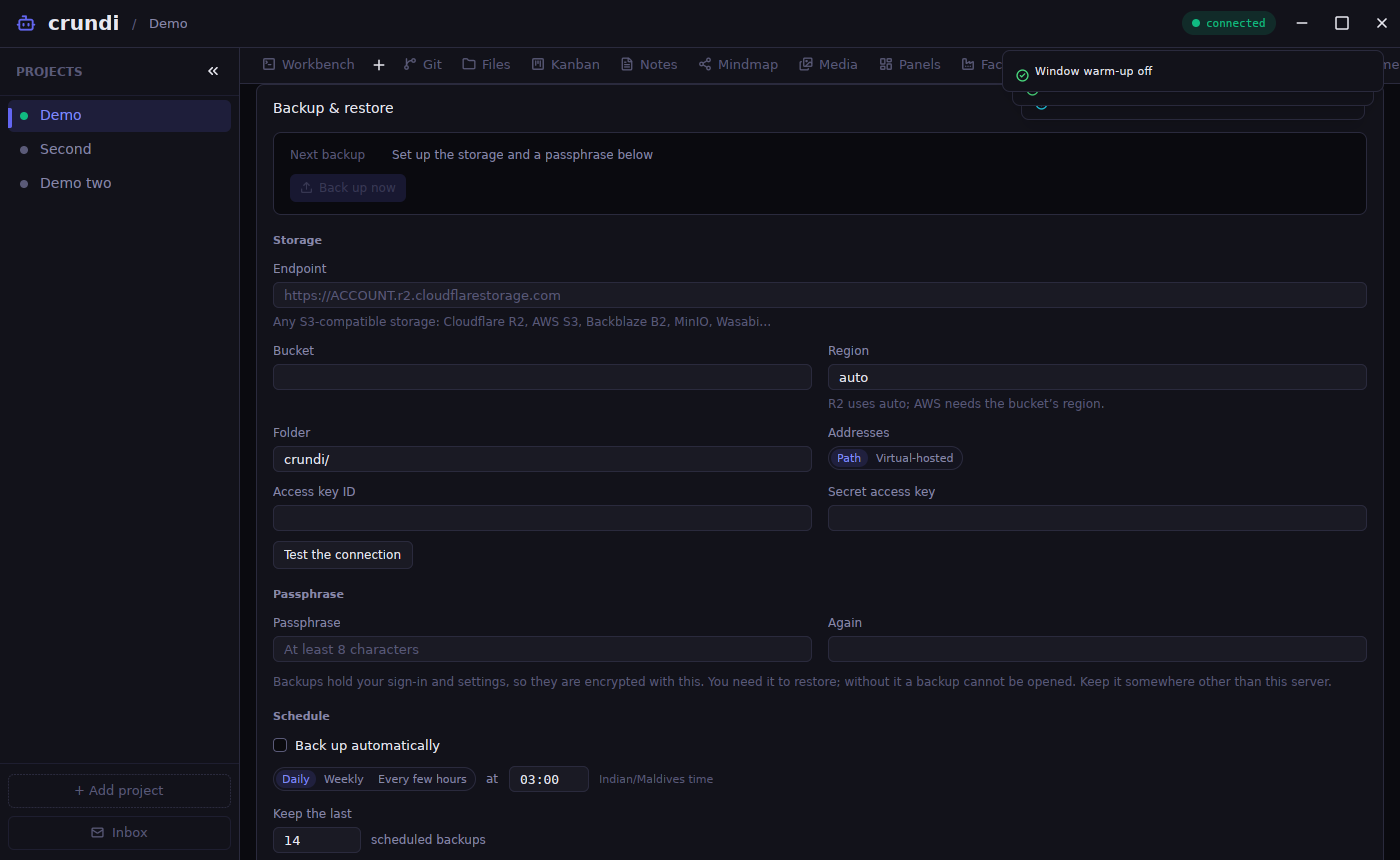 crundi / Demo
connected
PROJECTS
Workbench
Git
Files
Kanban
Notes
Mindmap
Media
Panels
Window warm-up off
Demo
Second
Demo two
Backup & restore
Next backup Set up the storage and a passphrase below
Back up now
Storage
Endpoint
https://ACCOUNT.r2.cloudflarestorage.com
Any S3-compatible storage: Cloudflare R2, AWS S3, Backblaze B2, MinIO, Wasabi…
Bucket
Region
auto
R2 uses auto; AWS needs the bucket’s region.
Folder
Addresses
crundi/
Path Virtual-hosted
Access key ID
Secret access key
Test the connection
Passphrase
Passphrase
Again
At least 8 characters
Backups hold your sign-in and settings, so they are encrypted with this. You need it to restore; without it a backup cannot be opened. Keep it somewhere other than this server.
Schedule
Back up automatically
Daily Weekly Every few hours at 03:00 Indian/Maldives time
Keep the last
14 scheduled backups
+ Add project
Inbox